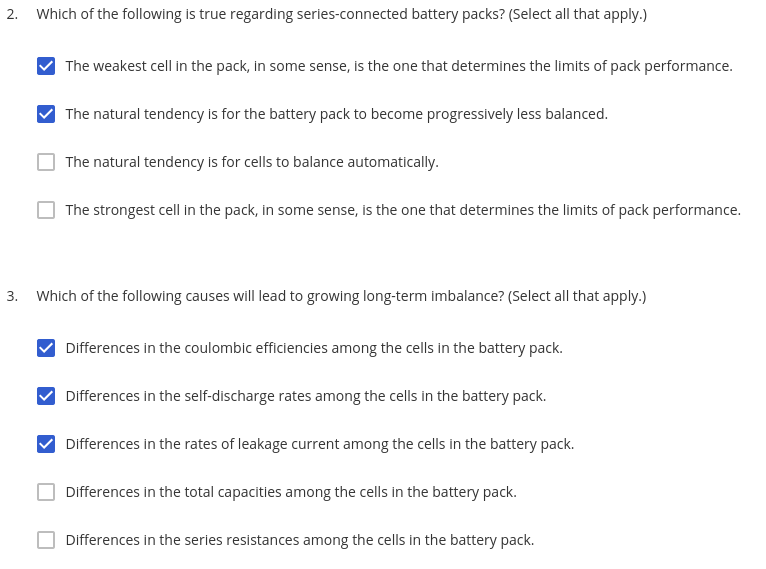 2. Which of the following is true regarding series-connected battery packs? (Select all that apply.)
The weakest cell in the pack, in some sense, is the one that determines the limits of pack performance.
The natural tendency is for the battery pack to become progressively less balanced.
The natural tendency is for cells to balance automatically.
The strongest cell in the pack, in some sense, is the one that determines the limits of pack performance.
3. Which of the following causes will lead to growing long-term imbalance? (Select all that apply.)
Differences in the coulombic efficiencies among the cells in the battery pack.
Differences in the self-discharge rates among the cells in the battery pack.
Differences in the rates of leakage current among the cells in the battery pack.
Differences in the total capacities among the cells in the battery pack.
Differences in the series resistances among the cells in the battery pack.